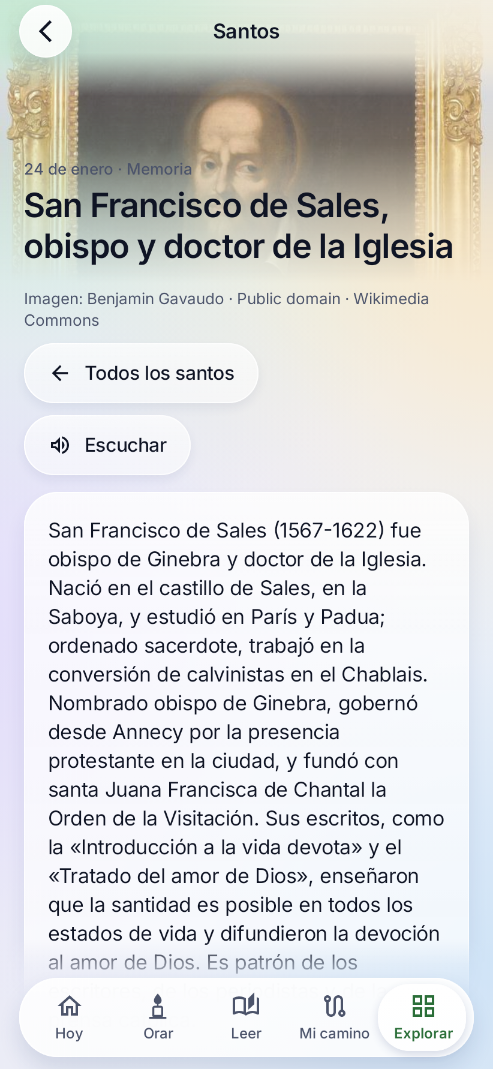 Santos
24 de enero · Memoria
San Francisco de Sales,
obispo y doctor de la Iglesia
Imagen: Benjamin Gavaudo · Public domain · Wikimedia
Commons
Todos los santos
Escuchar
San Francisco de Sales (1567-1622) fue
obispo de Ginebra y doctor de la Iglesia.
Nació en el castillo de Sales, en la
Saboya, y estudió en París y Padua;
ordenado sacerdote, trabajó en la
conversión de calvinistas en el Chablais.
Nombrado obispo de Ginebra, gobernó
desde Annecy por la presencia
protestante en la ciudad, y fundó con
santa Juana Francisca de Chantal la
Orden de la Visitación. Sus escritos, como
la «Introducción a la vida devota» y el
«Tratado del amor de Dios», enseñaron
que la santidad es posible en todos los
estados de vida y difundieron la devoción
al amor de Dios. Es patrón de los
Hoy
Orar
Leer
Mi camino
Explorar